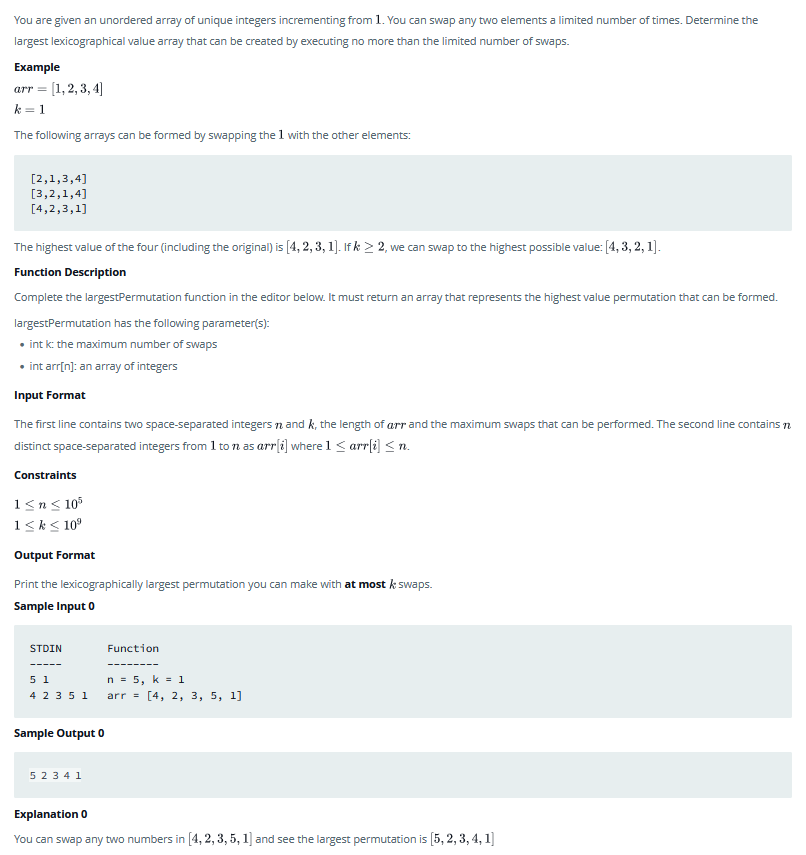 You are given an unordered array of unique integers incrementing from 1. You can swap any two elements a limited number of times. Determine the
largest lexicographical value array that can be created by executing no more than the limited number of swaps.
Example
arr = [1, 2, 3, 4]
k = 1
The following arrays can be formed by swapping the 1 with the other elements:
[2,1,3,4]
[3,2,1,4]
[4,2,3,1]
The highest value of the four (including the original) is [4, 2, 3, 1]. If k ≥ 2, we can swap to the highest possible value: [4, 3, 2, 1].
Function Description
Complete the largestPermutation function in the editor below. It must return an array that represents the highest value permutation that can be formed.
largestPermutation has the following parameter(s):
• int k: the maximum number of swaps
• int arr[n]: an array of integers
Input Format
The first line contains two space-separated integers n and k, the length of arr and the maximum swaps that can be performed. The second line contains n
distinct space-separated integers from 1 to n as arr[i] where 1 ≤ arr[i] ≤ n.
Constraints
1 ≤ n ≤ 10⁵
1 ≤ k ≤ 10⁹
Output Format
Print the lexicographically largest permutation you can make with at most k swaps.
Sample Input 0
STDIN Function
----- --------
5 1 n = 5, k = 1
4 2 3 5 1 arr = [4, 2, 3, 5, 1]
Sample Output 0
5 2 3 4 1
Explanation 0
You can swap any two numbers in [4, 2, 3, 5, 1] and see the largest permutation is [5, 2, 3, 4, 1]